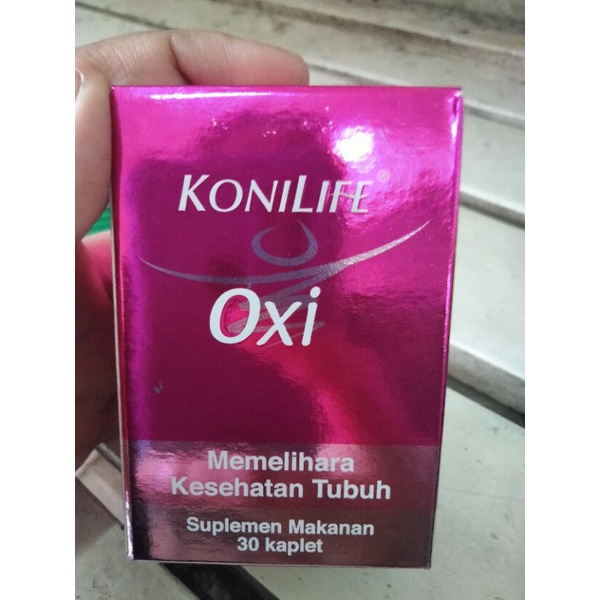 KONILIFE®
Oxi
Memelihara
Kesehatan Tubuh
Suplemen Makanan
30 kaplet